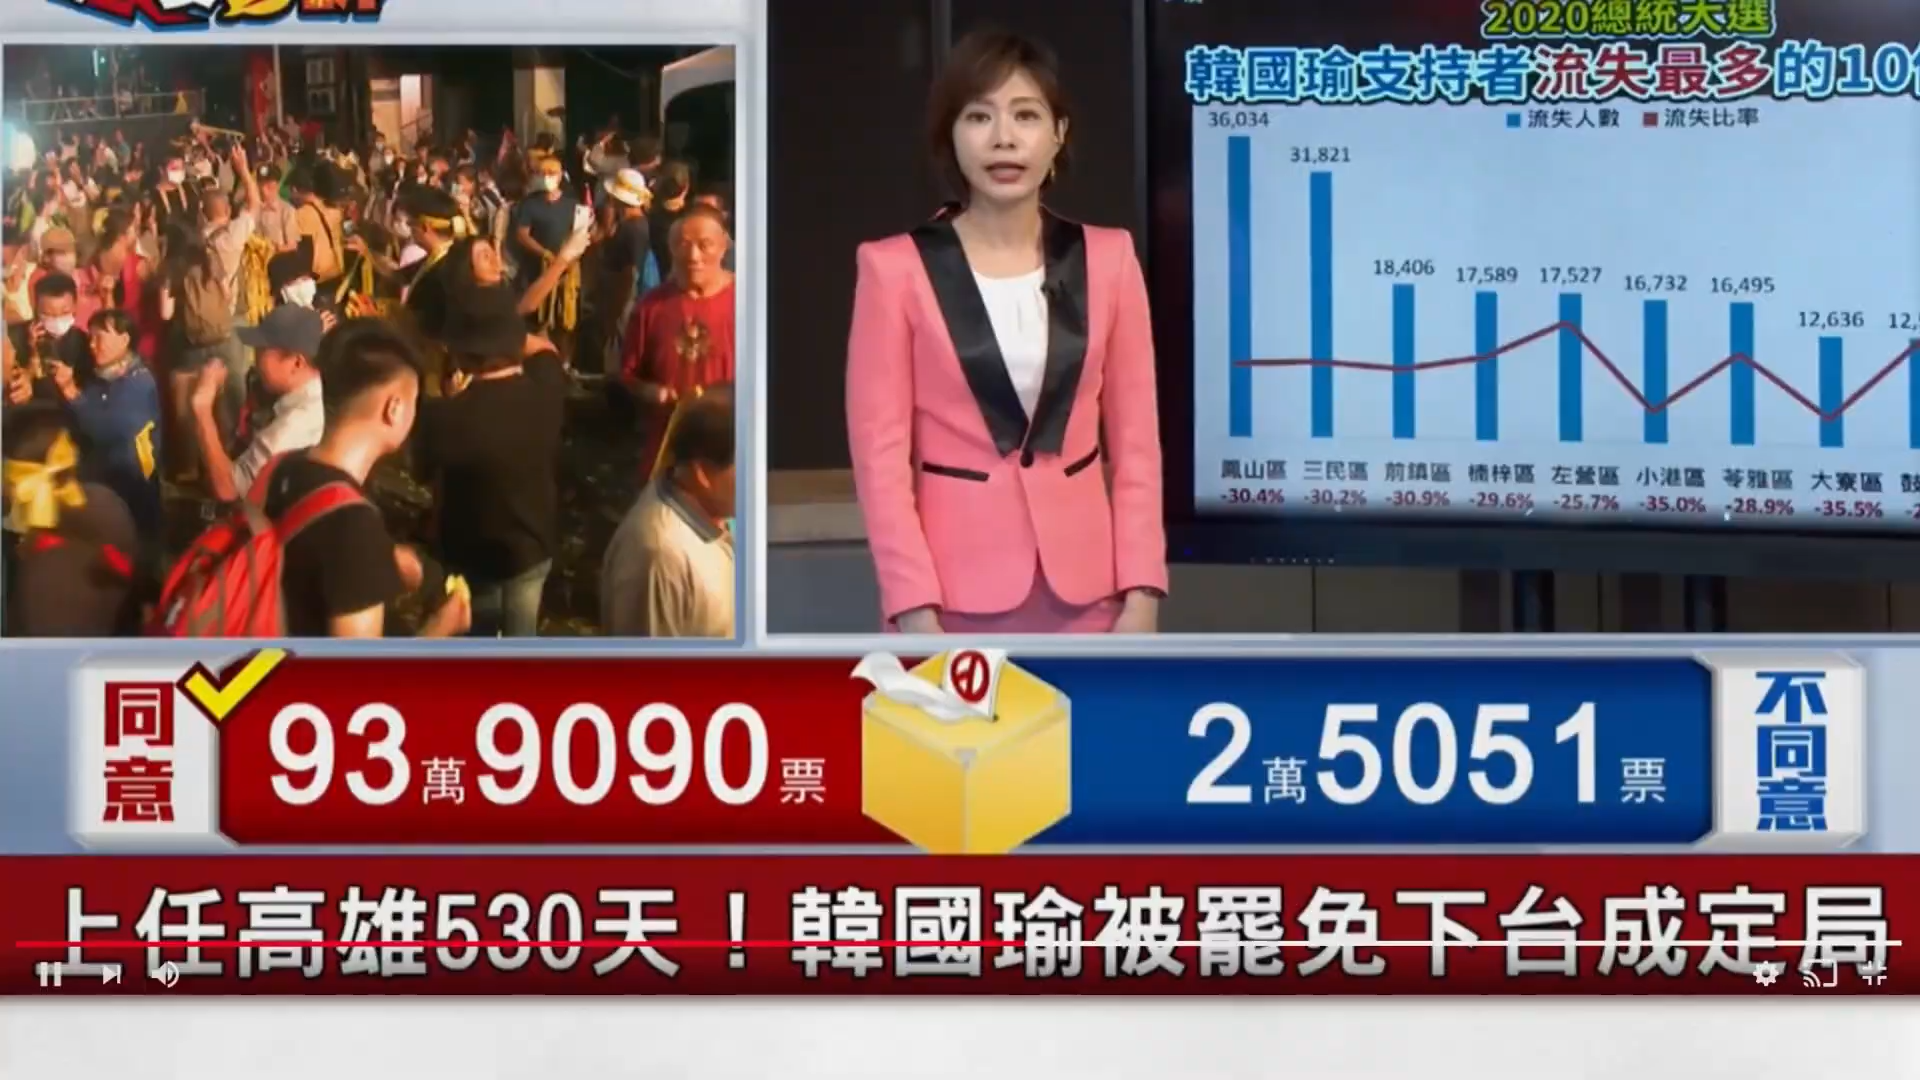 2020總統大選
韓國瑜支持者流失最多的10
流失人數 流失比率
36,034
31,821
18,406
17,589
17,527
16,732
16,495
12,636
鳳山區 三民區 前鎮區 楠梓區 左營區 小港區 苓雅區 大寮區
-30.4% -30.2% -30.9% -29.6% -25.7% -35.0% -28.9% -35.5%
同意
93萬9090票
2萬5051票
不同意
上任高雄530天！韓國瑜被罷免下台成定局